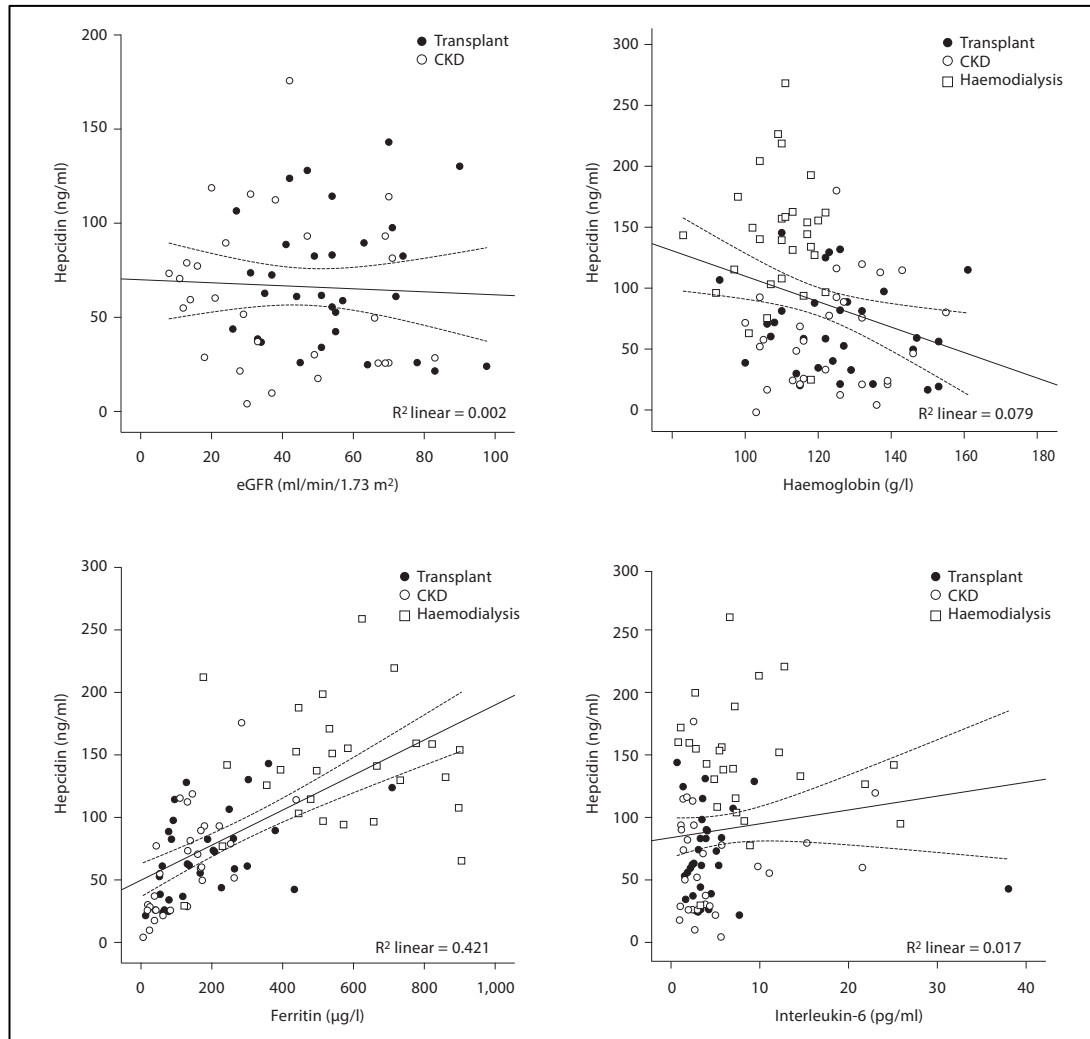 200
150
100
50
0
Hepcidin (ng/ml)
Transplant
CKD
R² linear = 0.002
0 20 40 60 80 100
eGFR (ml/min/1.73 m²)
300
250
200
150
100
50
0
Hepcidin (ng/ml)
Transplant
CKD
Haemodialysis
R² linear = 0.079
100 120 140 160 180
Haemoglobin (g/l)
300
250
200
150
100
50
0
Hepcidin (ng/ml)
Transplant
CKD
Haemodialysis
R² linear = 0.421
0 200 400 600 800 1,000
Ferritin (μg/l)
300
250
200
150
100
50
0
Hepcidin (ng/ml)
Transplant
CKD
Haemodialysis
R² linear = 0.017
0 10 20 30 40
Interleukin-6 (pg/ml)